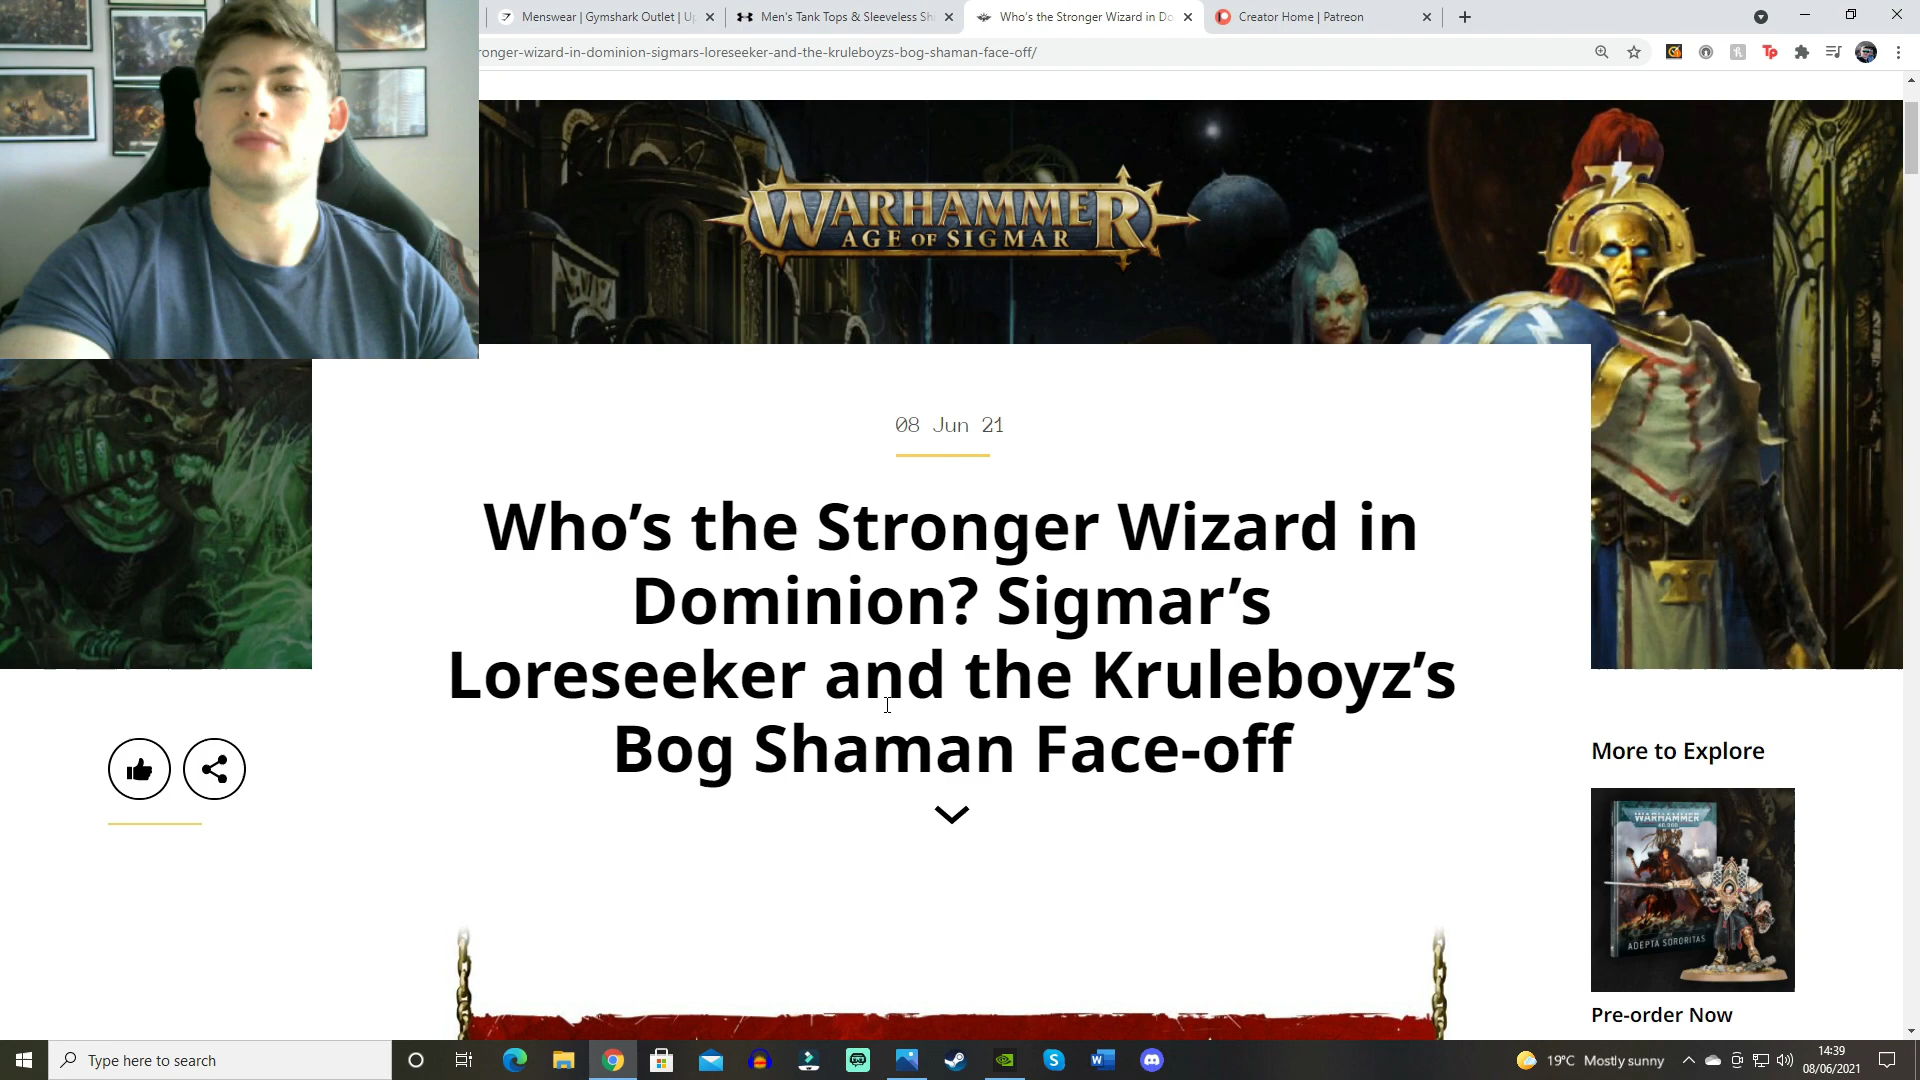 Menswear | Gymshark Outlet | U
Men's Tank Tops & Sleeveless Sh
Who's the Stronger Wizard in Do
Creator Home | Patreon
ronger-wizard-in-dominion-sigmars-loreseeker-and-the-kruleboyzs-bog-shaman-face-off/
WARHAMMER
AGE OF SIGMAR
08 Jun 21
Who’s the Stronger Wizard in
Dominion? Sigmar’s
Loreseeker and the Kruleboyz’s
Bog Shaman Face-off
More to Explore
WARHAMMER
40,000
ADEPTA SORORITAS
Pre-order Now
Type here to search
19°C Mostly sunny
14:39
08/06/2021